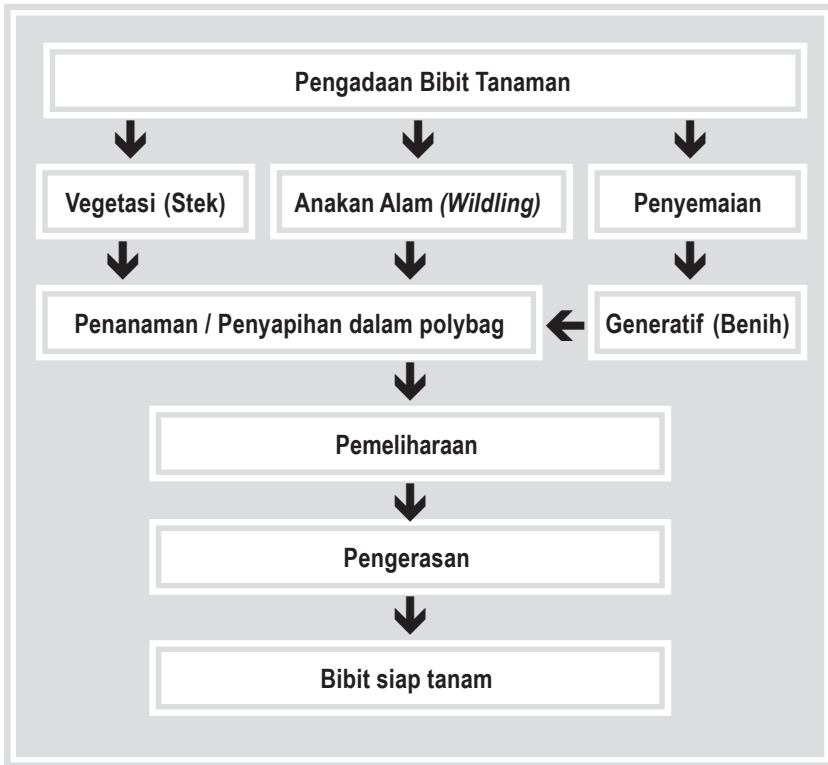 Pengadaan Bibit Tanaman
Vegetasi (Stek)
Anakan Alam (Wildling)
Penyemaian
Penanaman / Penyapihan dalam polybag
Generatif (Benih)
Pemeliharaan
Pengerasan
Bibit siap tanam